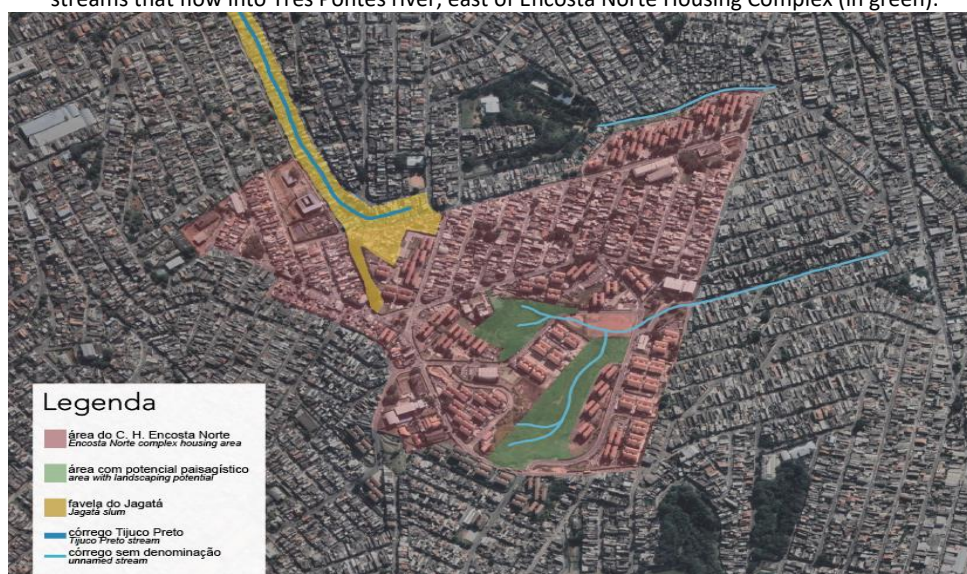 streams that flow into Três Pontes river, east of Encosta Norte Housing Complex (in green).
Legenda
área do C. H. Encosta Norte
Encosta Norte complex housing area
área com potencial paisagístico
area with landscaping potential
favela do Jagatá
Jagatá slum
córrego Tijuco Preto
Tijuco Preto stream
córrego sem denominação
unnamed stream